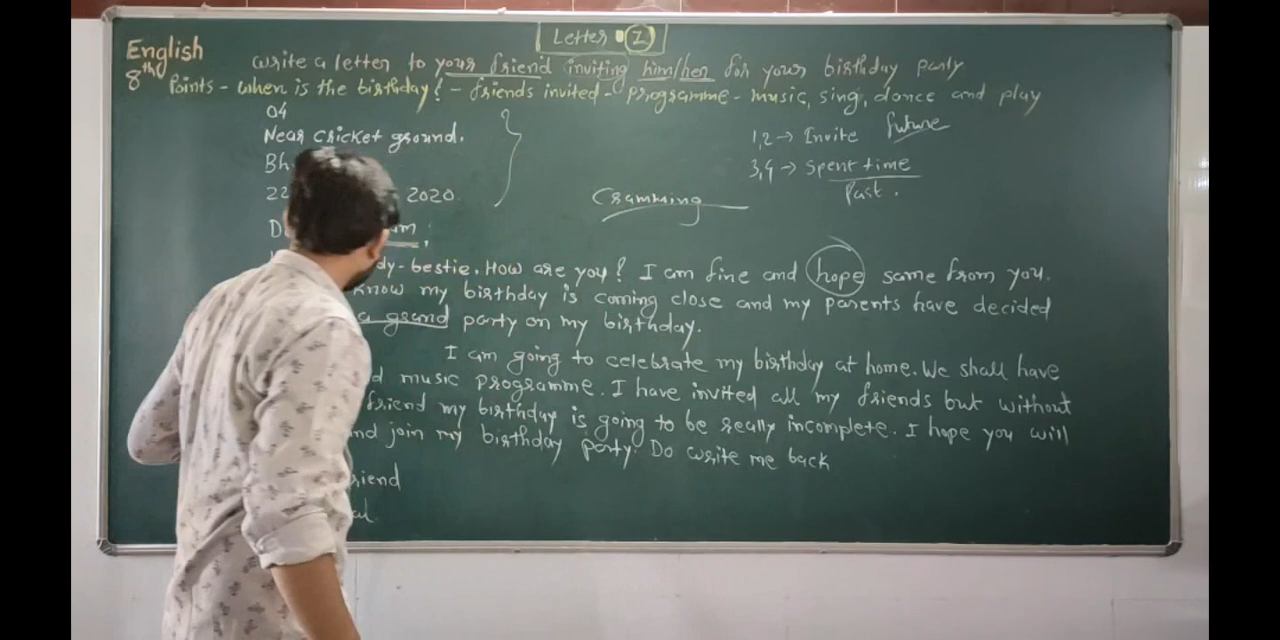 Letter 2
English
8th
write a letter to your friend inviting him/her for your birthday party
Points - when is the birthday? - friends invited - programme - music, sing, dance and play
04
Near cricket ground.
Bh
22 2020
D am,
dy-bestie. How are you? I am fine and hope same from you.
know my birthday is coming close and my parents have decided
a grand party on my birthday.
I am going to celebrate my birthday at home. We shall have
d music programme. I have invited all my friends but without
friend my birthday is going to be really incomplete. I hope you will
nd join my birthday party. Do write me back
riend
al.
1,2 → Invite future
3,4 → Spent time
Past.
Cramming